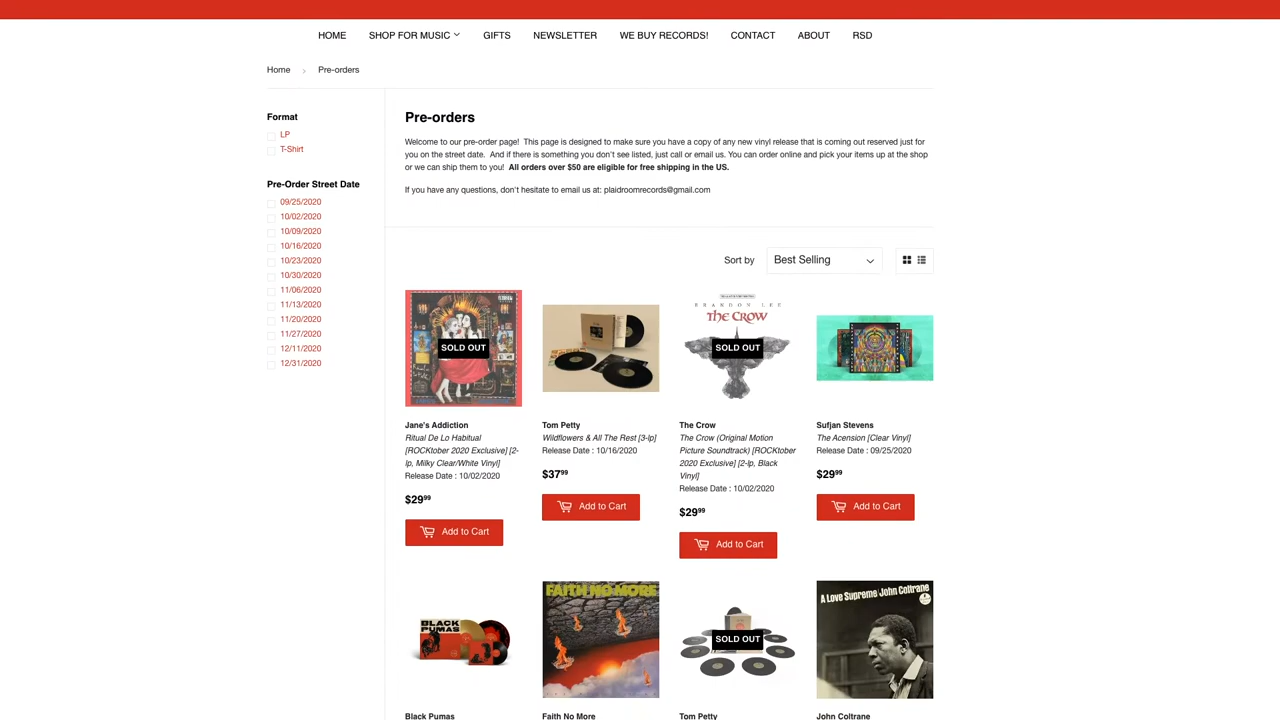 HOME SHOP FOR MUSIC GIFTS NEWSLETTER WE BUY RECORDS! CONTACT ABOUT RSD
Home › Pre-orders
Format
LP
T-Shirt
Pre-Order Street Date
09/25/2020
10/02/2020
10/09/2020
10/16/2020
10/23/2020
10/30/2020
11/06/2020
11/13/2020
11/20/2020
11/27/2020
12/11/2020
12/31/2020
Pre-orders
Welcome to our pre-order page! This page is designed to make sure you have a copy of any new vinyl release that is coming out reserved just for
you on the street date. And if there is something you don't see listed, just call or email us. You can order online and pick your items up at the shop
or we can ship them to you! All orders over $50 are eligible for free shipping in the US.
If you have any questions, don't hesitate to email us at: plaidroomrecords@gmail.com
Sort by Best Selling
SOLD OUT
Jane's Addiction
Ritual De Lo Habitual
[ROCKtober 2020 Exclusive] [2-
lp, Milky Clear/White Vinyl]
Release Date : 10/02/2020
$29.99
Add to Cart
Tom Petty
Wildflowers & All The Rest [3-lp]
Release Date : 10/16/2020
$37.99
Add to Cart
BRANDON LEE
THE CROW
SOLD OUT
The Crow
The Crow (Original Motion
Picture Soundtrack) [ROCKtober
2020 Exclusive] [2-lp, Black
Vinyl]
Release Date : 10/02/2020
$29.99
Add to Cart
Sufjan Stevens
The Acension [Clear Vinyl]
Release Date : 09/25/2020
$29.99
Add to Cart
BLACK
PUMAS
Black Pumas
FAITH NO MORE
Faith No More
SOLD OUT
Tom Petty
A Love Supreme John Coltrane
John Coltrane